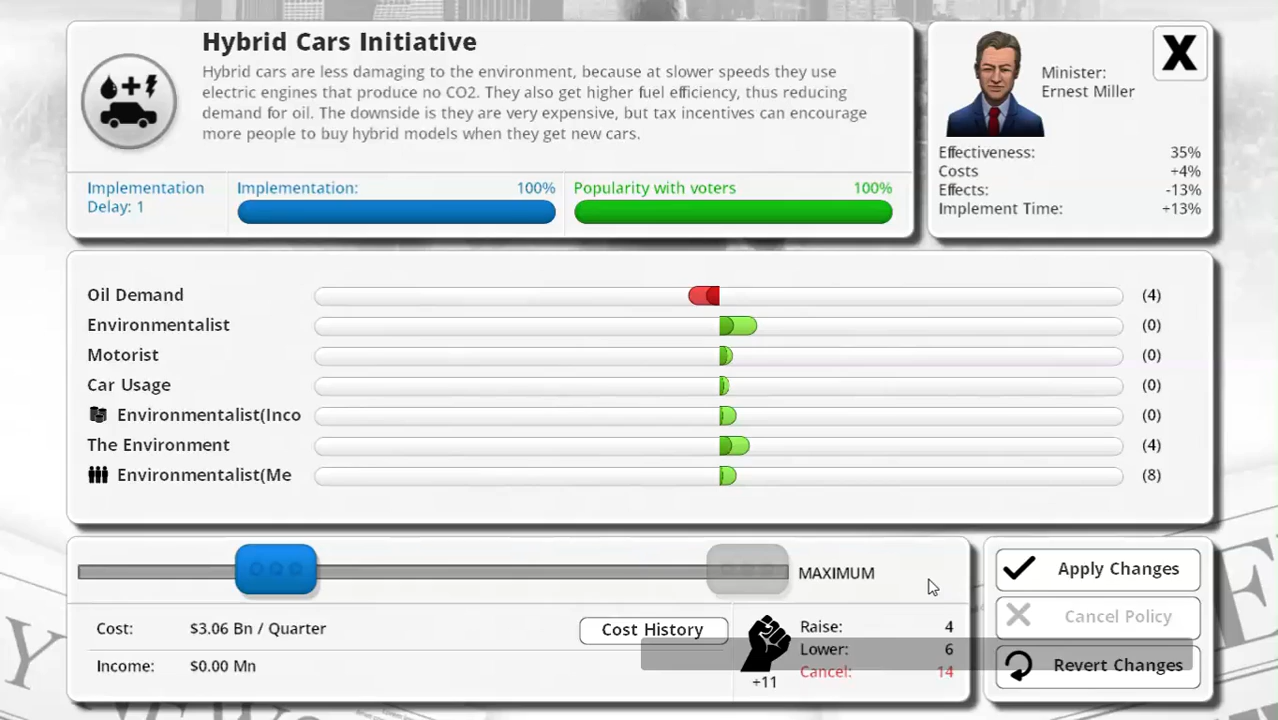 Hybrid Cars Initiative
Hybrid cars are less damaging to the environment, because at slower speeds they use
electric engines that produce no CO2. They also get higher fuel efficiency, thus reducing
demand for oil. The downside is they are very expensive, but tax incentives can encourage
more people to buy hybrid models when they get new cars.
Implementation
Delay: 1
Implementation: 100%
Popularity with voters 100%
X
Minister:
Ernest Miller
Effectiveness: 35%
Costs +4%
Effects: -13%
Implement Time: +13%
Oil Demand (4)
Environmentalist (0)
Motorist (0)
Car Usage (0)
Environmentalist(Inco (0)
The Environment (4)
Environmentalist(Me (8)
MAXIMUM
Cost: $3.06 Bn / Quarter
Income: $0.00 Mn
Cost History
+11
Raise: 4
Lower: 6
Cancel: 14
Apply Changes
Cancel Policy
Revert Changes